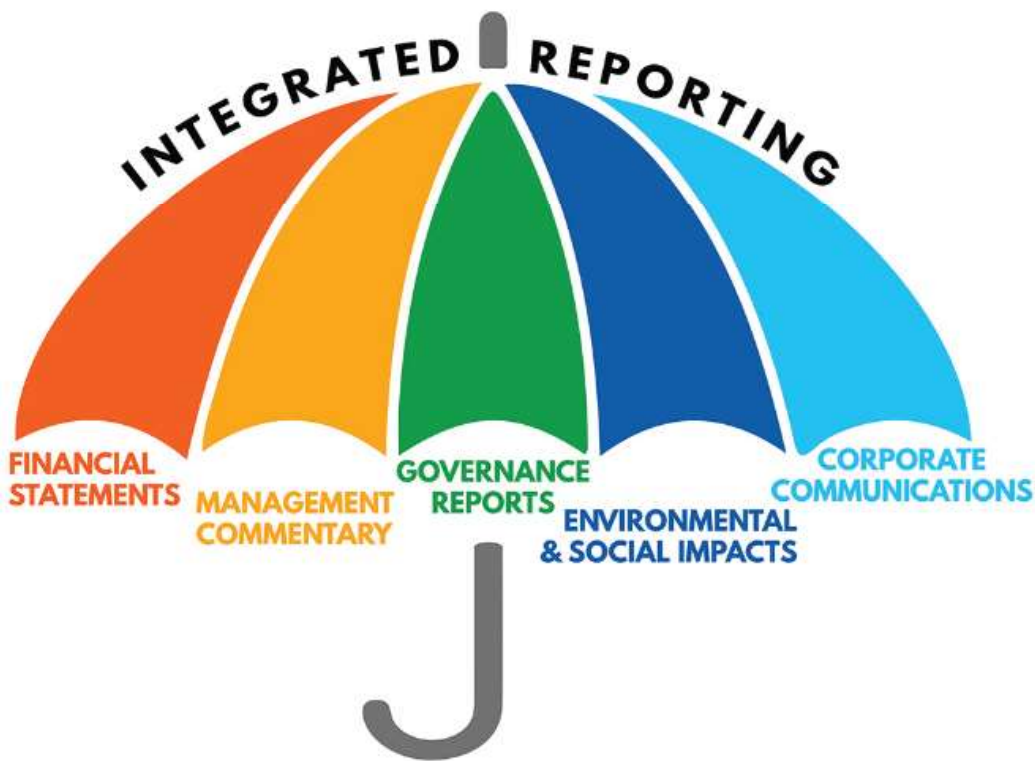 INTEGRATED REPORTING
FINANCIAL
STATEMENTS
MANAGEMENT
COMMENTARY
GOVERNANCE
REPORTS
ENVIRONMENTAL
& SOCIAL IMPACTS
CORPORATE
COMMUNICATIONS